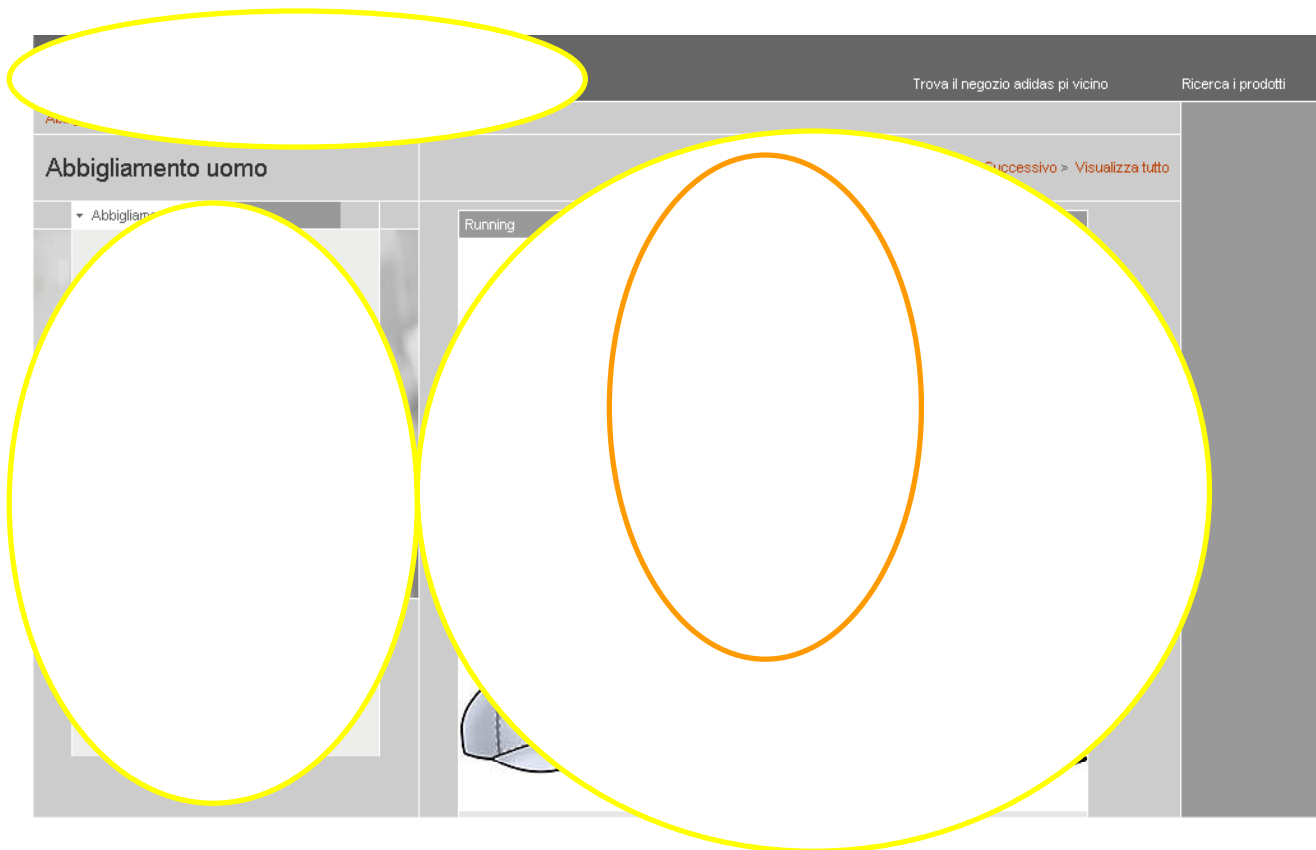 Trova il negozio adidas pi vicino
Ricerca i prodotti
Abbigliamento uomo
Successivo > Visualizza tutto
Running